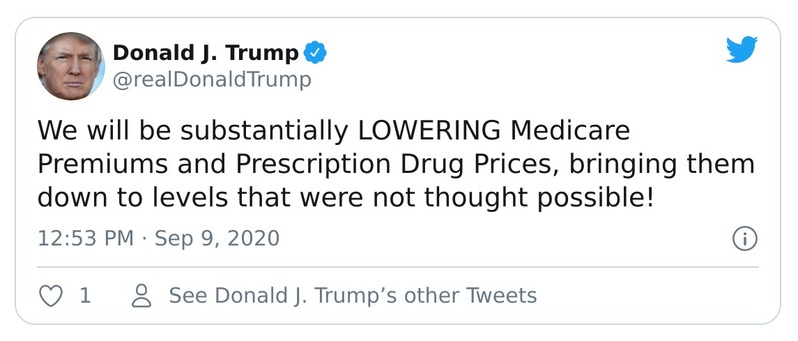 Donald J. Trump
@realDonaldTrump
We will be substantially LOWERING Medicare
Premiums and Prescription Drug Prices, bringing them
down to levels that were not thought possible!
12:53 PM · Sep 9, 2020
1 See Donald J. Trump’s other Tweets